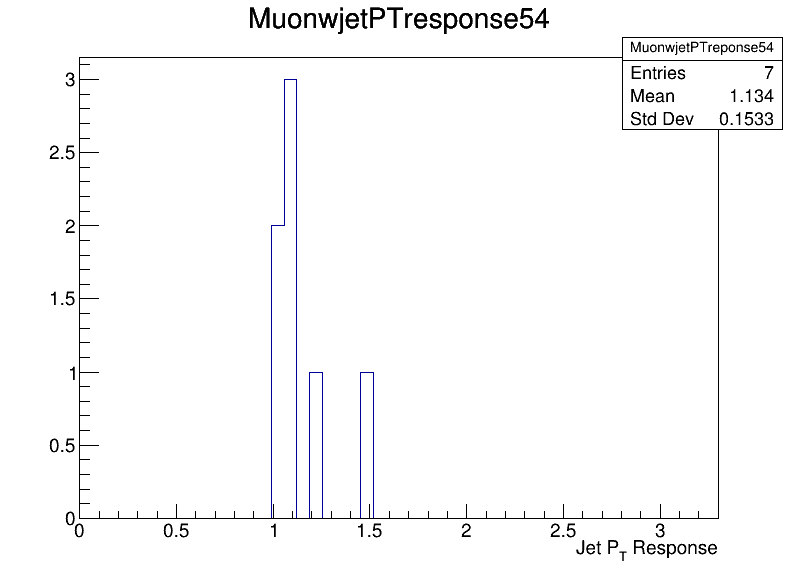 MuonwjetPTresponse54
MuonwjetPTreponse54
Entries 7
Mean 1.134
Std Dev 0.1533
3
2.5
2
1.5
1
0.5
0
0 0.5 1 1.5 2 2.5 3
Jet PT Response